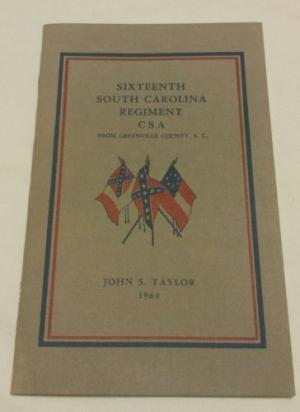 SIXTEENTH
SOUTH CAROLINA
REGIMENT
CSA
FROM GREENVILLE COUNTY, S. C.
JOHN S. TAYLOR
1964